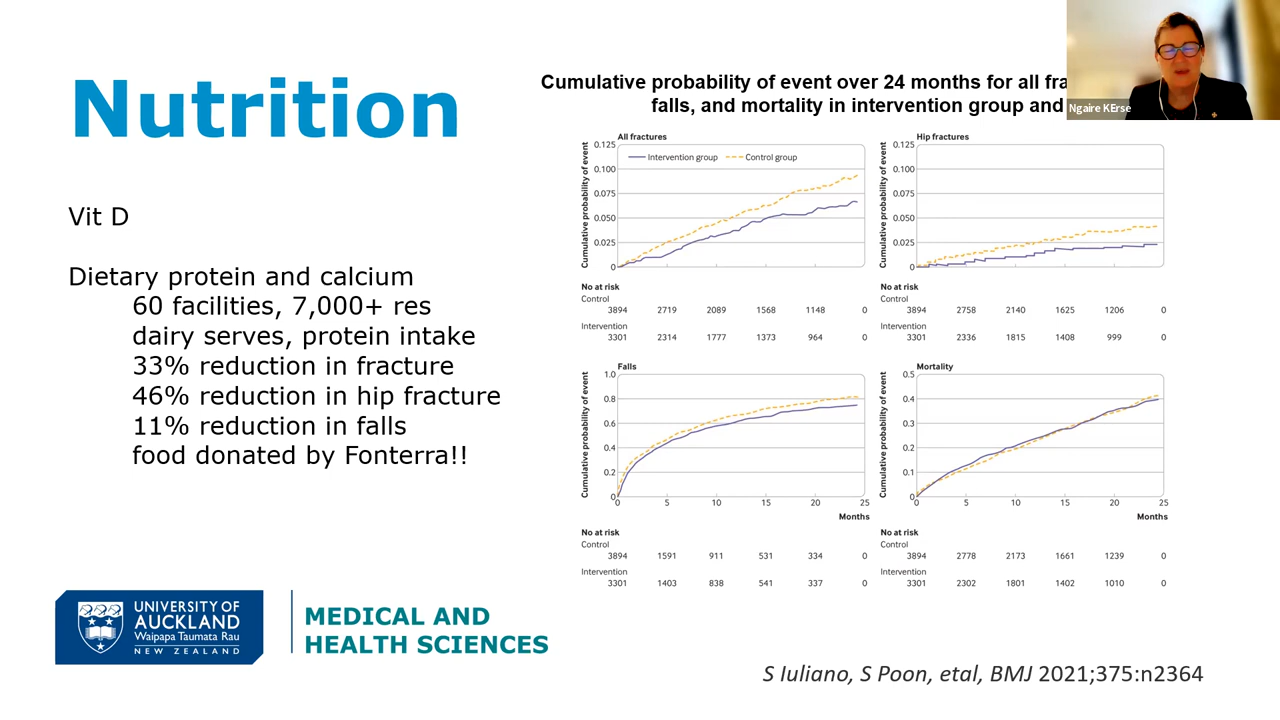 Nutrition
Vit D
Dietary protein and calcium
60 facilities, 7,000+ res
dairy serves, protein intake
33% reduction in fracture
46% reduction in hip fracture
11% reduction in falls
food donated by Fonterra!!
UNIVERSITY OF
AUCKLAND
Waipapa Taumata Rau
NEW ZEALAND
MEDICAL AND
HEALTH SCIENCES
Cumulative probability of event over 24 months for all
falls, and mortality in intervention group and
Ngaire KErse
All fractures
Cumulative probability of event
0.125
0.100
0.075
0.050
0.025
0
Intervention group
Control group
No at risk
Control
3894 2719 2089 1568 1148 0
Intervention
3301 2314 1777 1373 964 0
Hip fractures
Cumulative probability of event
0.125
0.100
0.075
0.050
0.025
0
No at risk
Control
3894 2758 2140 1625 1206 0
Intervention
3301 2336 1815 1408 999 0
Falls
Cumulative probability of event
1.0
0.8
0.6
0.4
0.2
0
0 5 10 15 20 25
Months
No at risk
Control
3894 1591 911 531 334 0
Intervention
3301 1403 838 541 337 0
Mortality
Cumulative probability of event
0.5
0.4
0.3
0.2
0.1
0
0 5 10 15 20 25
Months
No at risk
Control
3894 2778 2173 1661 1239 0
Intervention
3301 2302 1801 1402 1010 0
S Iuliano, S Poon, etal, BMJ 2021;375:n2364